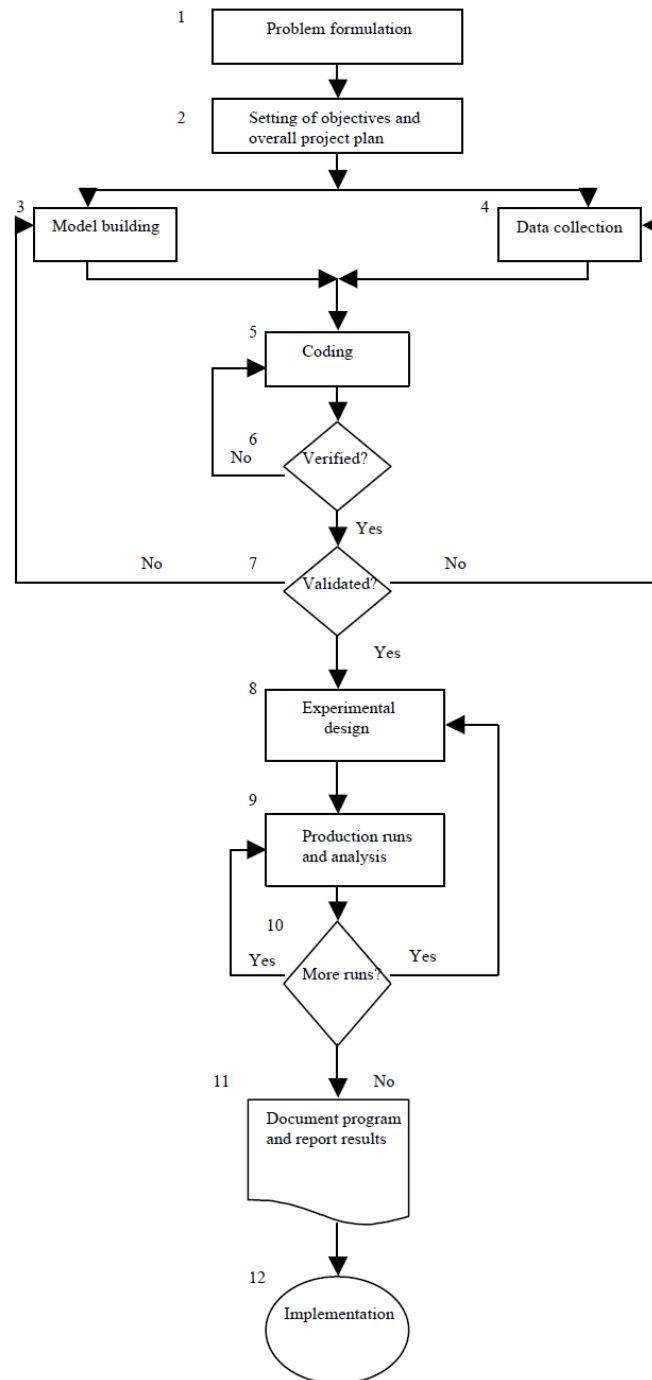 1
Problem formulation
2
Setting of objectives and
overall project plan
3
Model building
4
Data collection
5
Coding
6
No
Verified?
Yes
No
7
No
Validated?
Yes
8
Experimental
design
9
Production runs
and analysis
10
Yes
More runs?
Yes
11
No
Document program
and report results
12
Implementation